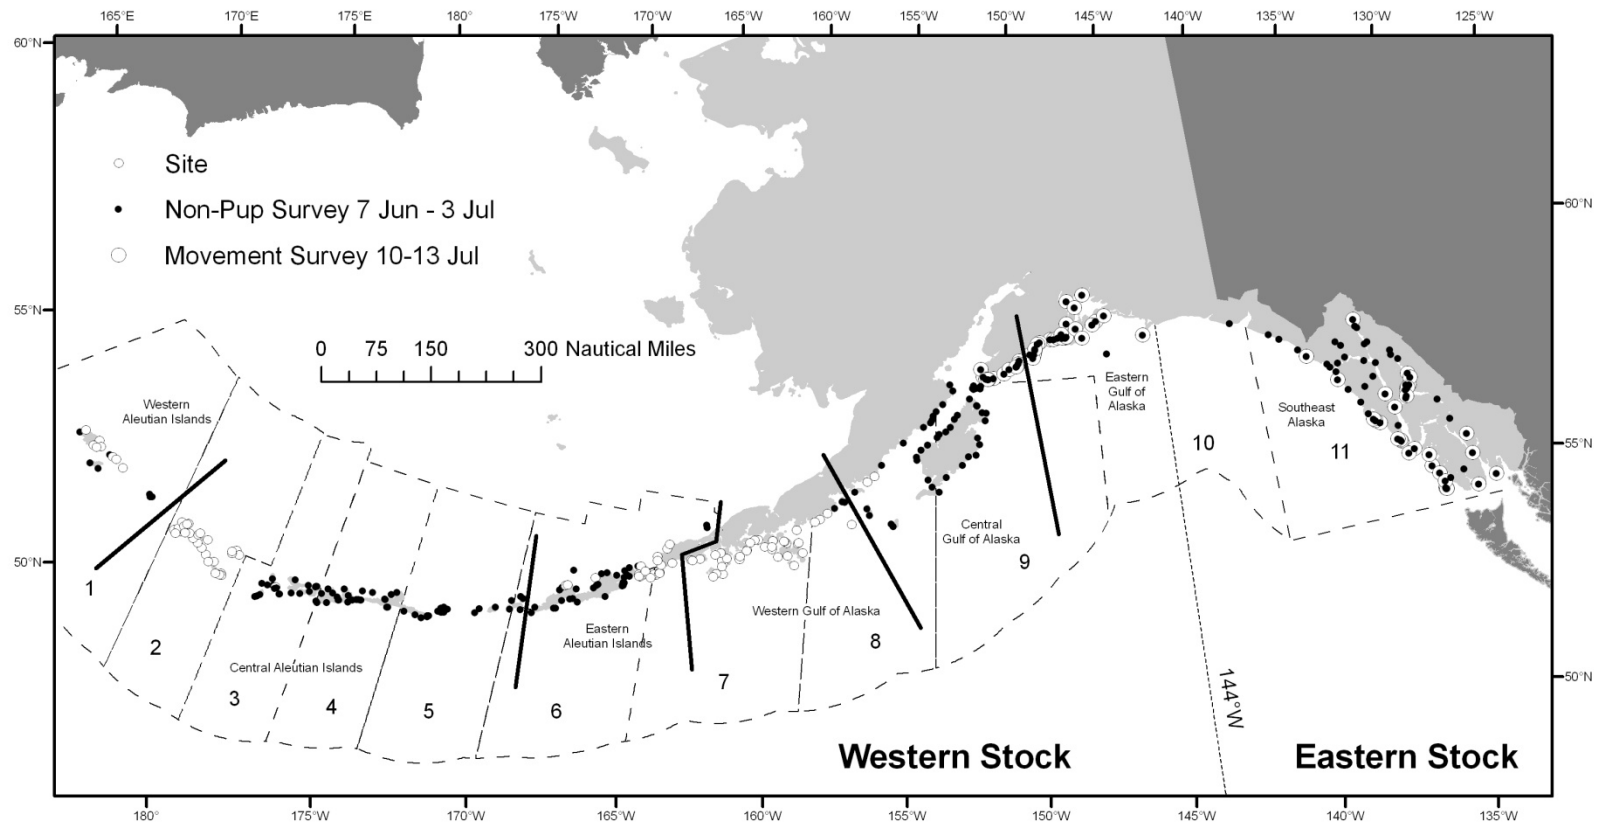 165°E 170°E 175°E 180° 175°W 170°W 165°W 160°W 155°W 150°W 145°W 140°W 135°W 130°W 125°W
60°N
Site
Non-Pup Survey 7 Jun - 3 Jul
60°N
Movement Survey 10-13 Jul
55°N
0 75 150 300 Nautical Miles
Western
Aleutian Islands
Eastern
Gulf of
Alaska
Southeast
Alaska
55°N
10
11
Central
Gulf of Alaska
50°N
9
1
Western Gulf of Alaska
Eastern
Aleutian Islands
8
2
Central Aleutian Islands
7
50°N
3
4
5
6
144°W
Western Stock
Eastern Stock
180° 175°W 170°W 165°W 160°W 155°W 150°W 145°W 140°W 135°W